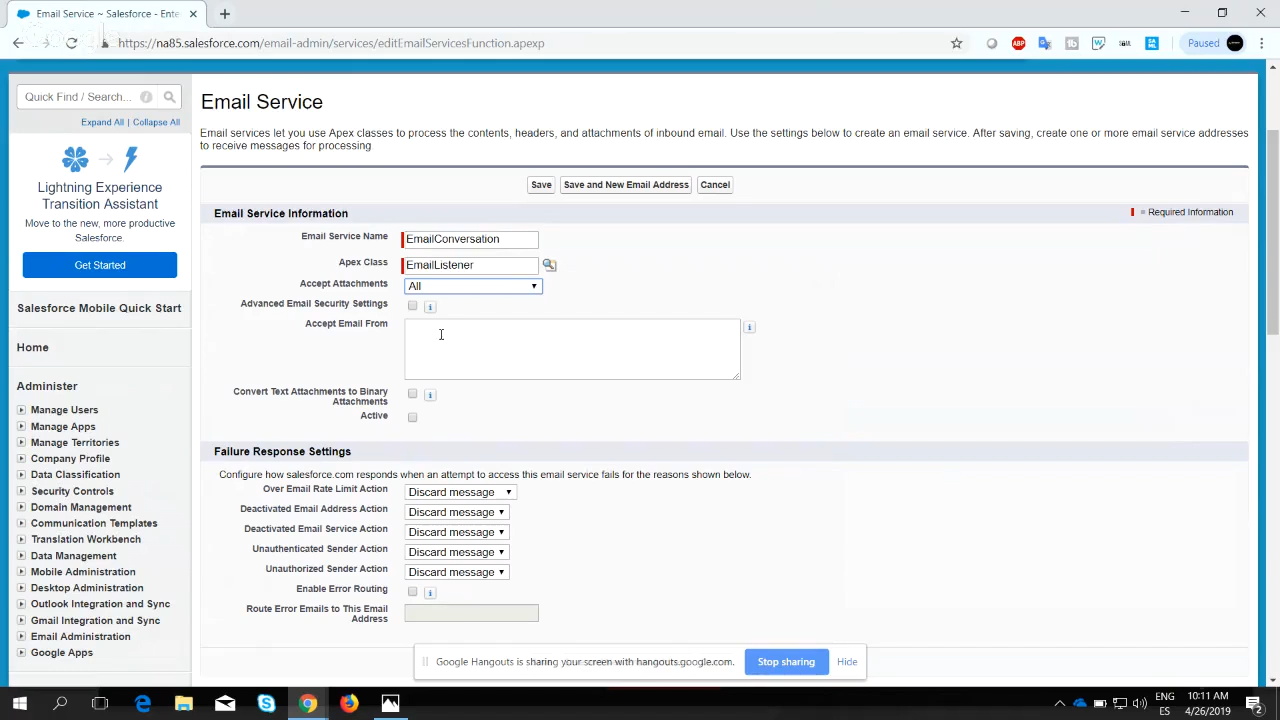 Email Service ~ Salesforce - Ente
https://na85.salesforce.com/email-admin/services/editEmailServicesFunction.apexp
Paused
Quick Find / Search...
Expand All | Collapse All
Lightning Experience
Transition Assistant
Move to the new, more productive
Salesforce.
Get Started
Salesforce Mobile Quick Start
Home
Administer
Manage Users
Manage Apps
Manage Territories
Company Profile
Data Classification
Security Controls
Domain Management
Communication Templates
Translation Workbench
Data Management
Mobile Administration
Desktop Administration
Outlook Integration and Sync
Gmail Integration and Sync
Email Administration
Google Apps
Email Service
Email services let you use Apex classes to process the contents, headers, and attachments of inbound email. Use the settings below to create an email service. After saving, create one or more email service addresses
to receive messages for processing.
Save
Save and New Email Address
Cancel
Email Service Information
= Required Information
Email Service Name
EmailConversation
Apex Class
EmailListener
Accept Attachments
All
Advanced Email Security Settings
Accept Email From
Convert Text Attachments to Binary
Attachments
Active
Failure Response Settings
Configure how salesforce.com responds when an attempt to access this email service fails for the reasons shown below.
Over Email Rate Limit Action
Discard message
Deactivated Email Address Action
Discard message
Deactivated Email Service Action
Discard message
Unauthenticated Sender Action
Discard message
Unauthorized Sender Action
Discard message
Enable Error Routing
Route Error Emails to This Email
Address
Google Hangouts is sharing your screen with hangouts.google.com.
Stop sharing
Hide
ENG
ES
10:11 AM
4/26/2019
2